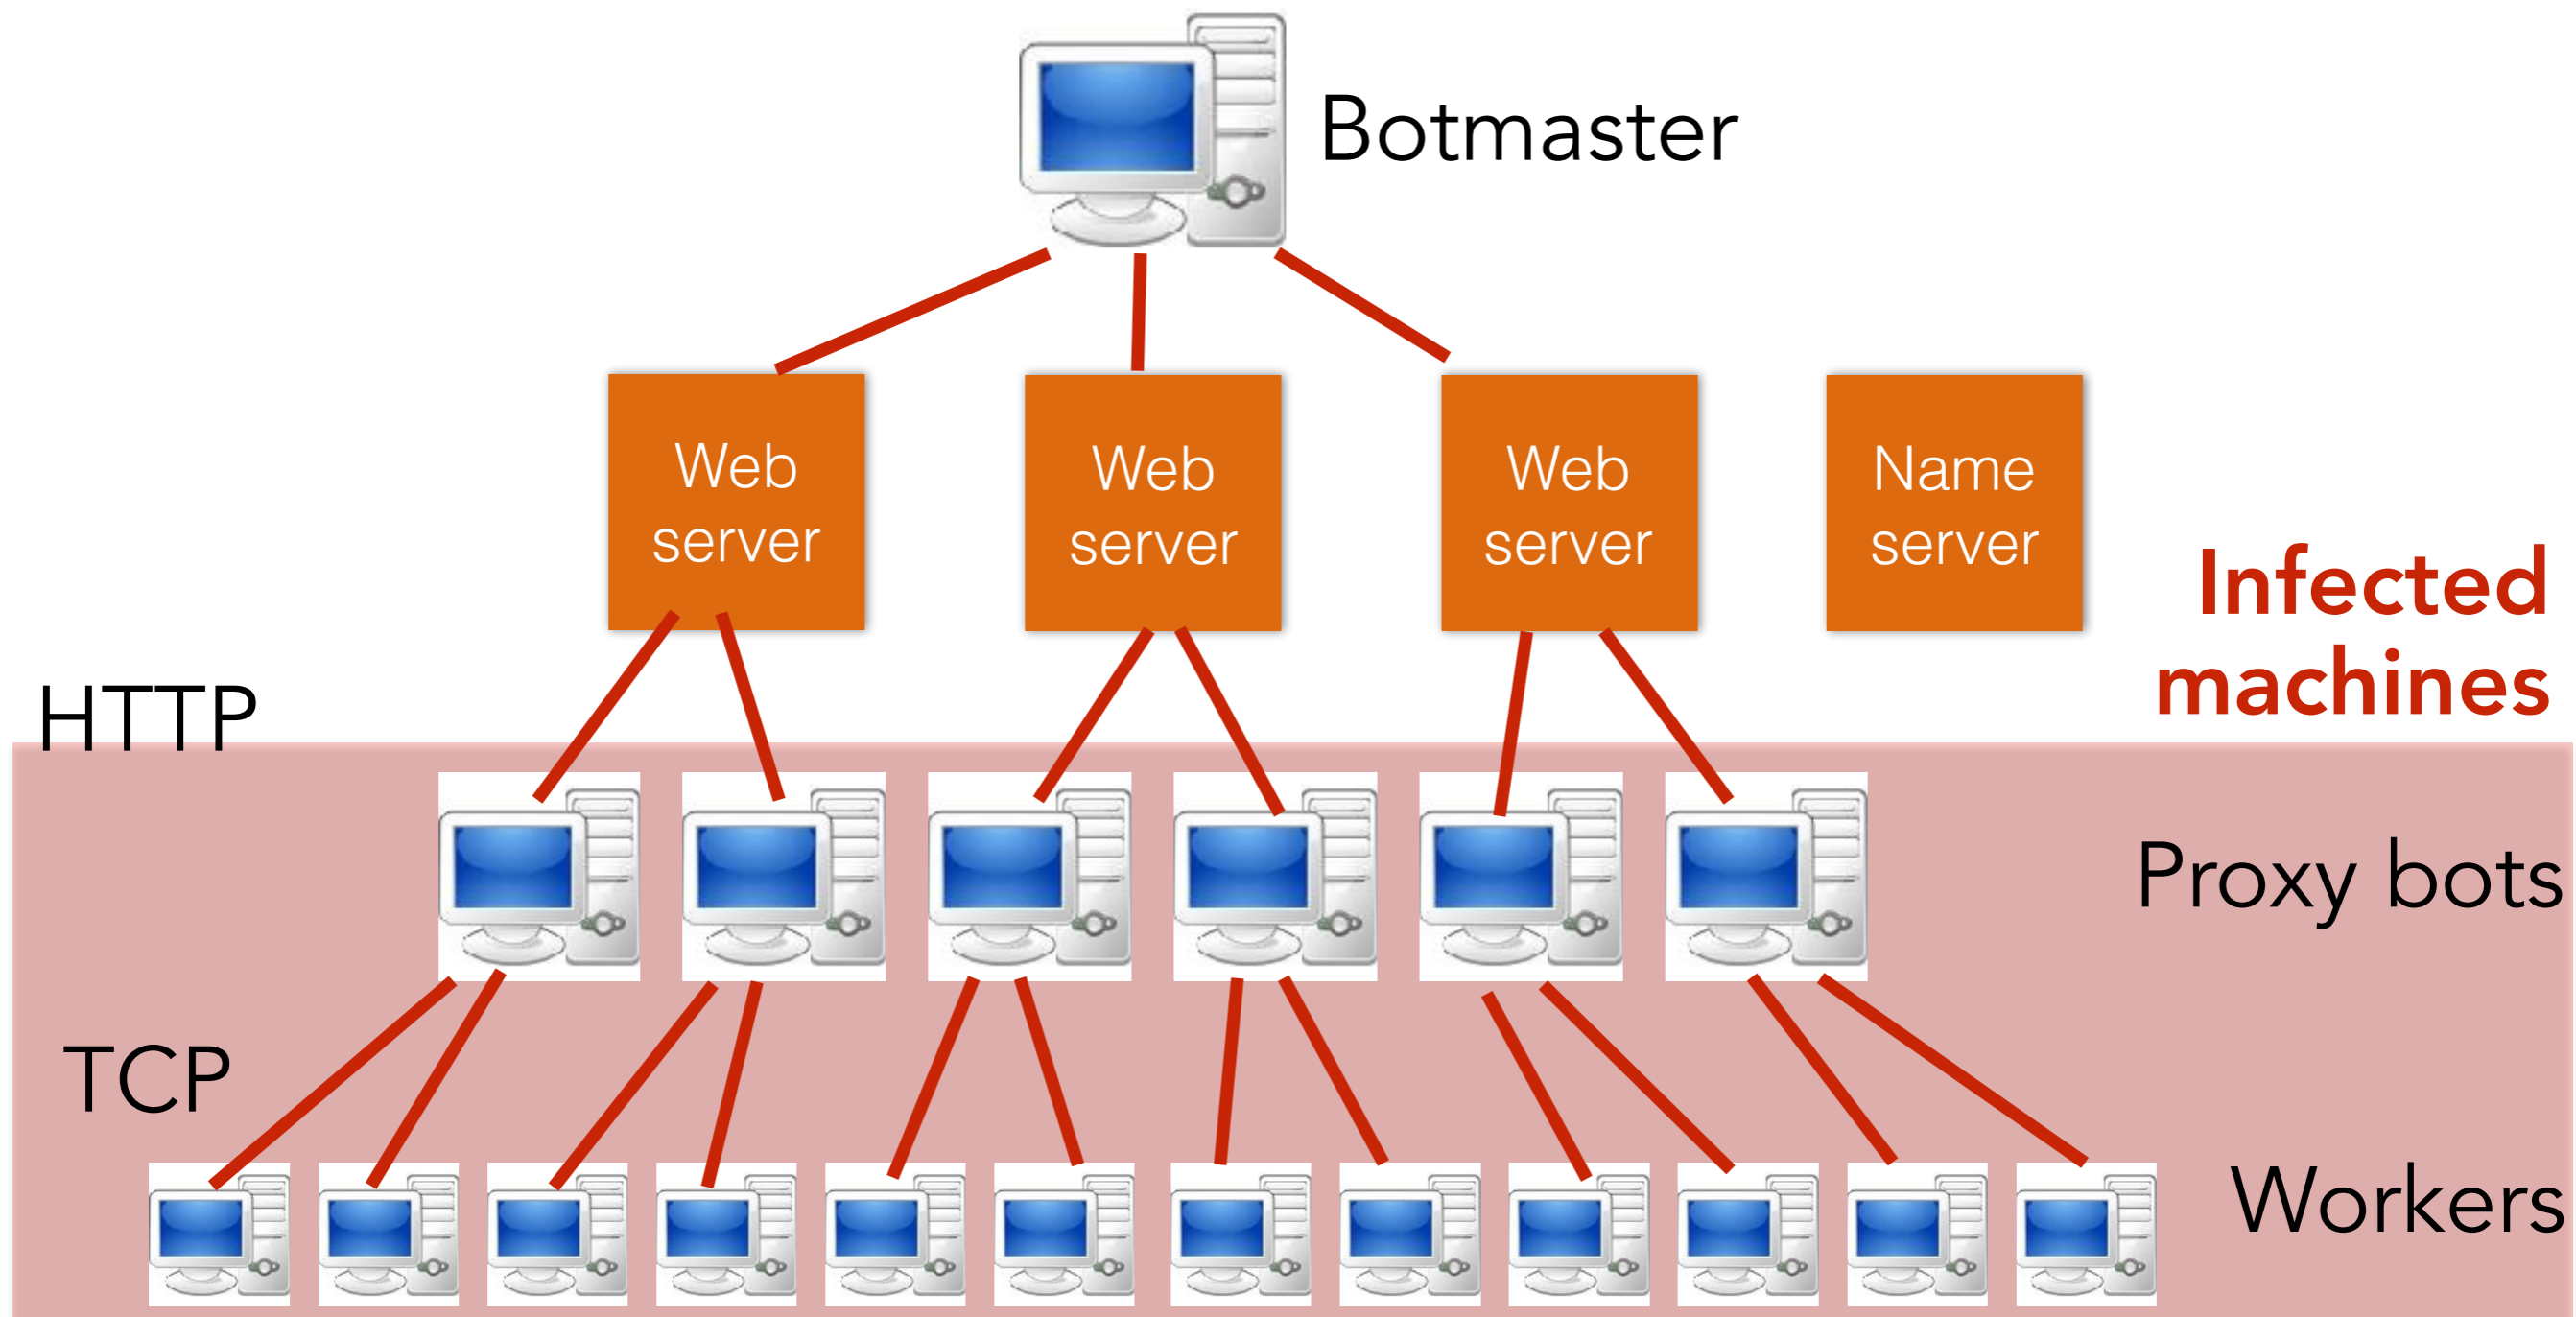 Botmaster
Web
server
Web
server
Web
server
Name
server
Infected
machines
HTTP
Proxy bots
TCP
Workers